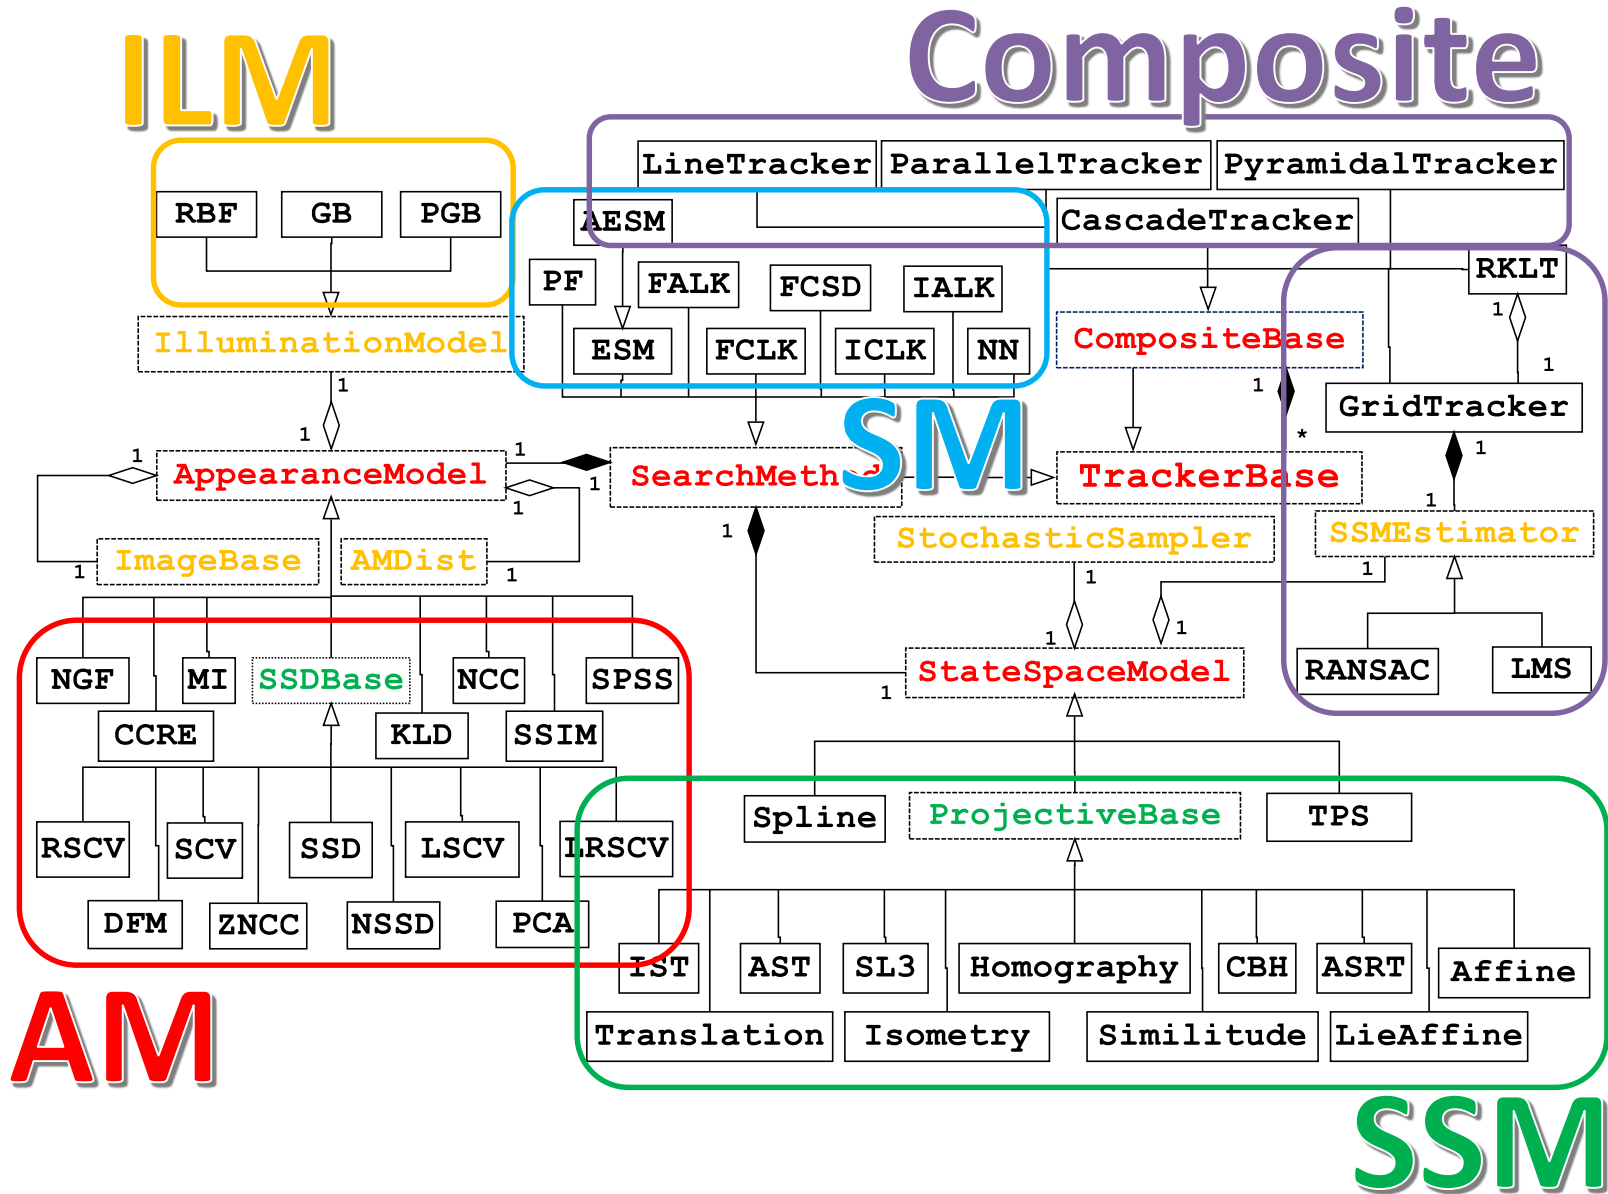 ILM
Composite
LineTracker
ParallelTracker
PyramidalTracker
RBF
GB
PGB
AESM
CascadeTracker
PF
FALK
FCSD
IALK
RKLT
IlluminationModel
ESM
FCLK
ICLK
NN
CompositeBase
1
1
1
1
GridTracker
1
*
SM
1
1
1
1
AppearanceModel
SearchMethod
TrackerBase
1
1
1
1
StochasticSampler
SSMEstimator
ImageBase
AMDist
1
1
1
1
1
1
NGF
MI
SSDBase
NCC
SPSS
StateSpaceModel
RANSAC
LMS
1
CCRE
KLD
SSIM
Spline
ProjectiveBase
TPS
RSCV
SCV
SSD
LSCV
LRSCV
DFM
ZNCC
NSSD
PCA
IST
AST
SL3
Homography
CBH
ASRT
Affine
AM
Translation
Isometry
Similitude
LieAffine
SSM